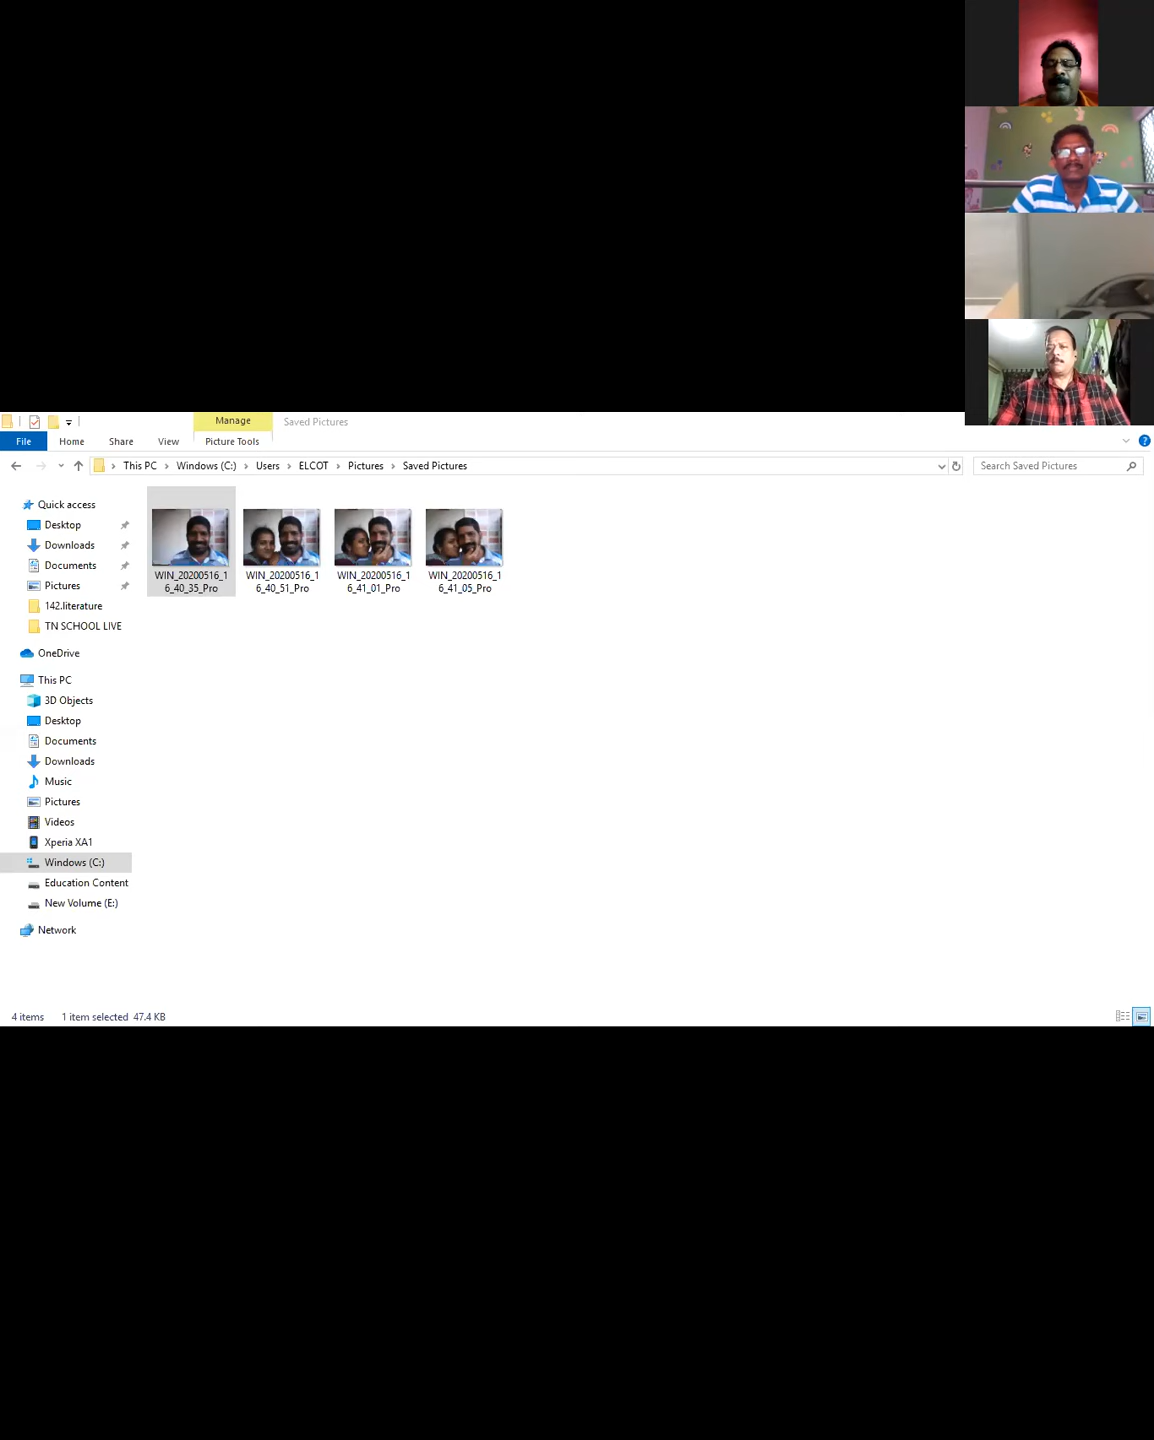 Manage
Saved Pictures
File
Home
Share
View
Picture Tools
This PC
Windows (C:)
Users
ELCOT
Pictures
Saved Pictures
Search Saved Pictures
Quick access
Desktop
Downloads
Documents
Pictures
142.literature
TN SCHOOL LIVE
OneDrive
This PC
3D Objects
Desktop
Documents
Downloads
Music
Pictures
Videos
Xperia XA1
Windows (C:)
Education Content
New Volume (E:)
Network
WIN_20200516_1
6_40_35_Pro
WIN_20200516_1
6_40_51_Pro
WIN_20200516_1
6_41_01_Pro
WIN_20200516_1
6_41_05_Pro
4 items
1 item selected 47.4 KB